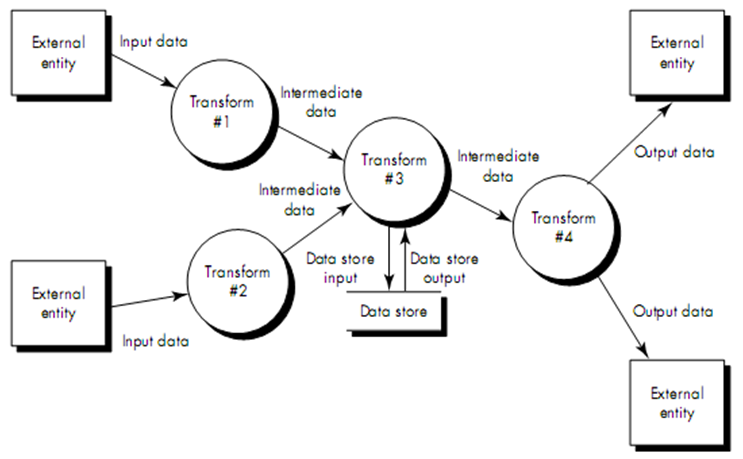 External
entity
Input data
Transform
#1
Intermediate
data
Transform
#3
Intermediate
data
Transform
#4
External
entity
Output data
Intermediate
data
External
entity
Input data
Transform
#2
Data store
input
Data store
output
Data store
Output data
External
entity